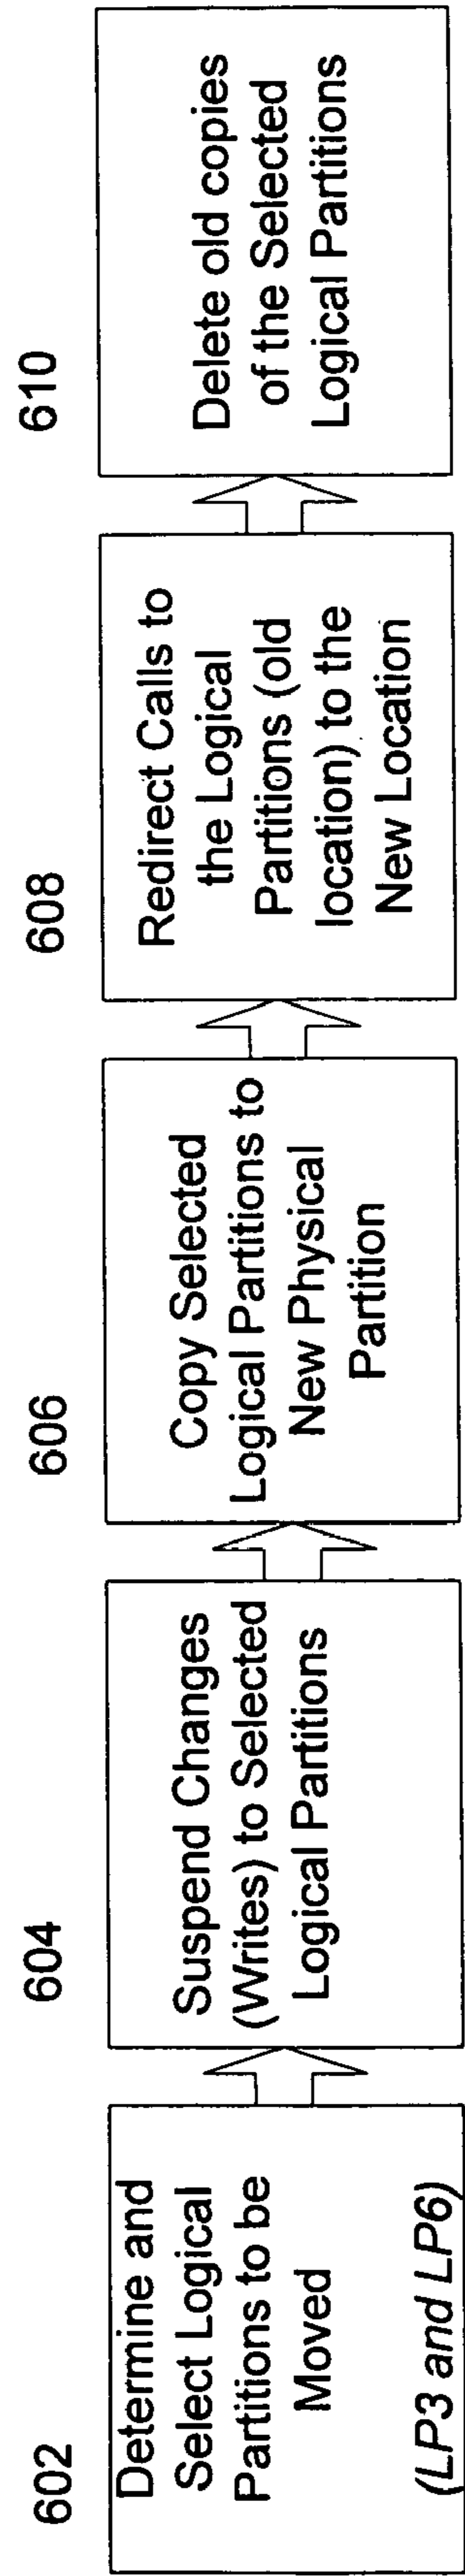 602
Determine and
Select Logical
Partitions to be
Moved
(LP3 and LP6)
604
Suspend Changes
(Writes) to Selected
Logical Partitions
606
Copy Selected
Logical Partitions to
New Physical
Partition
608
Redirect Calls to
the Logical
Partitions (old
location) to the
New Location
610
Delete old copies
of the Selected
Logical Partitions